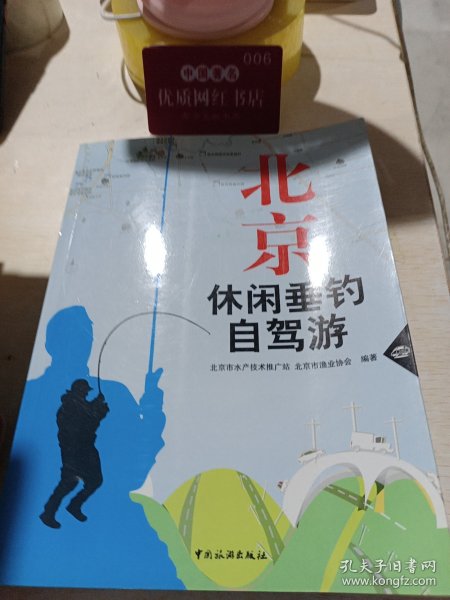 006
中国著名
优质网红书店
北京
休闲垂钓
自驾游
北京市水产技术推广站 北京市渔业协会 编著
中国旅游出版社
孔夫子旧书网
www.kongfz.com